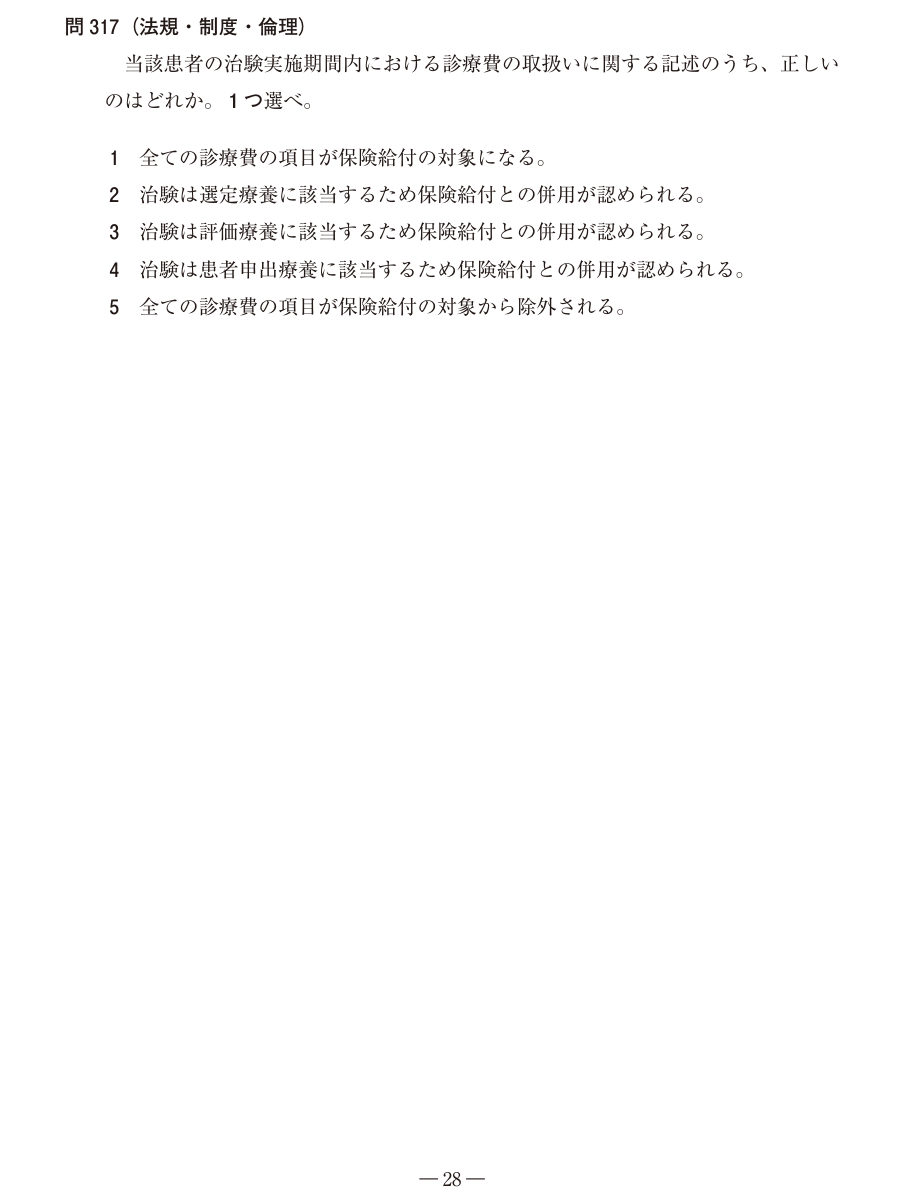 問 317（法規・制度・倫理）
当該患者の治験実施期間内における診療費の取扱いに関する記述のうち、正しい
のはどれか。1つ選べ。
1 全ての診療費の項目が保険給付の対象になる。
2 治験は選定療養に該当するため保険給付との併用が認められる。
3 治験は評価療養に該当するため保険給付との併用が認められる。
4 治験は患者申出療養に該当するため保険給付との併用が認められる。
5 全ての診療費の項目が保険給付の対象から除外される。
― 28 ―